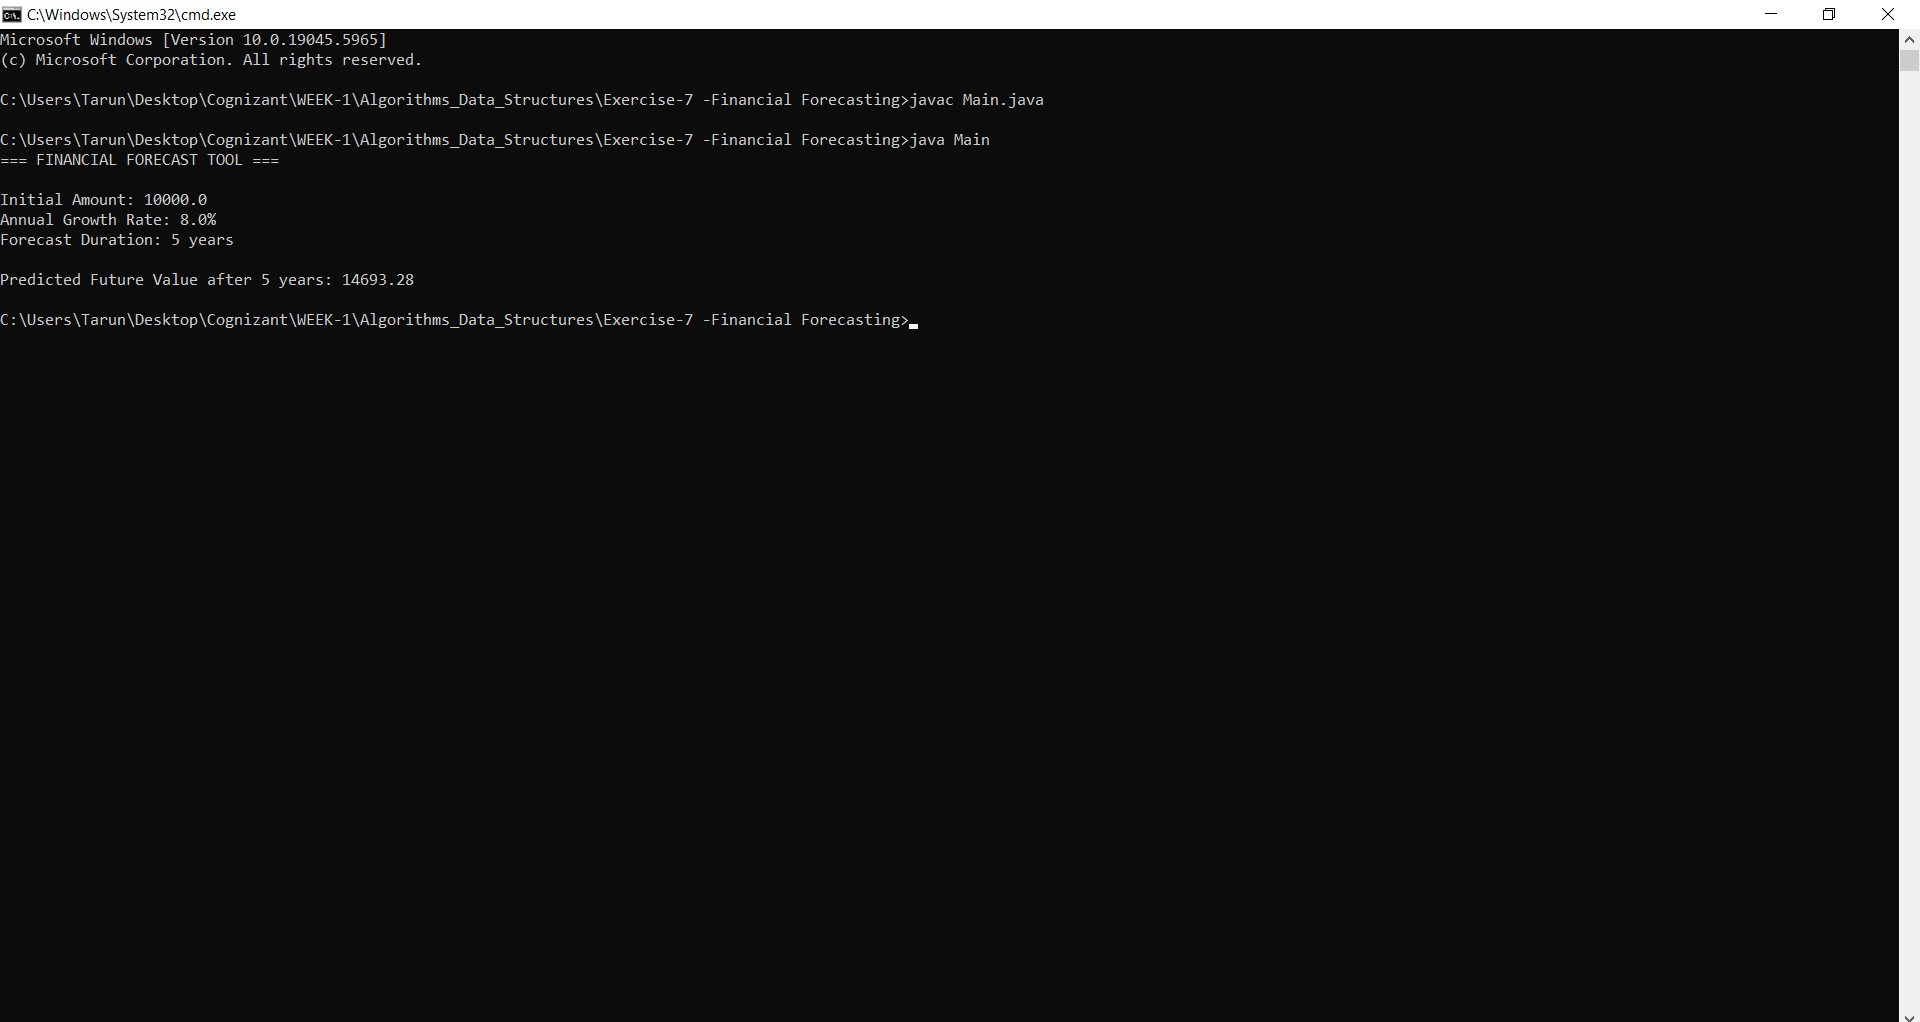 C:\Windows\System32\cmd.exe
Microsoft Windows [Version 10.0.19045.5965]
(c) Microsoft Corporation. All rights reserved.
C:\Users\Tarun\Desktop\Cognizant\WEEK-1\Algorithms_Data_Structures\Exercise-7 -Financial Forecasting>javac Main.java
C:\Users\Tarun\Desktop\Cognizant\WEEK-1\Algorithms_Data_Structures\Exercise-7 -Financial Forecasting>java Main
=== FINANCIAL FORECAST TOOL ===
Initial Amount: 10000.0
Annual Growth Rate: 8.0%
Forecast Duration: 5 years
Predicted Future Value after 5 years: 14693.28
C:\Users\Tarun\Desktop\Cognizant\WEEK-1\Algorithms_Data_Structures\Exercise-7 -Financial Forecasting>